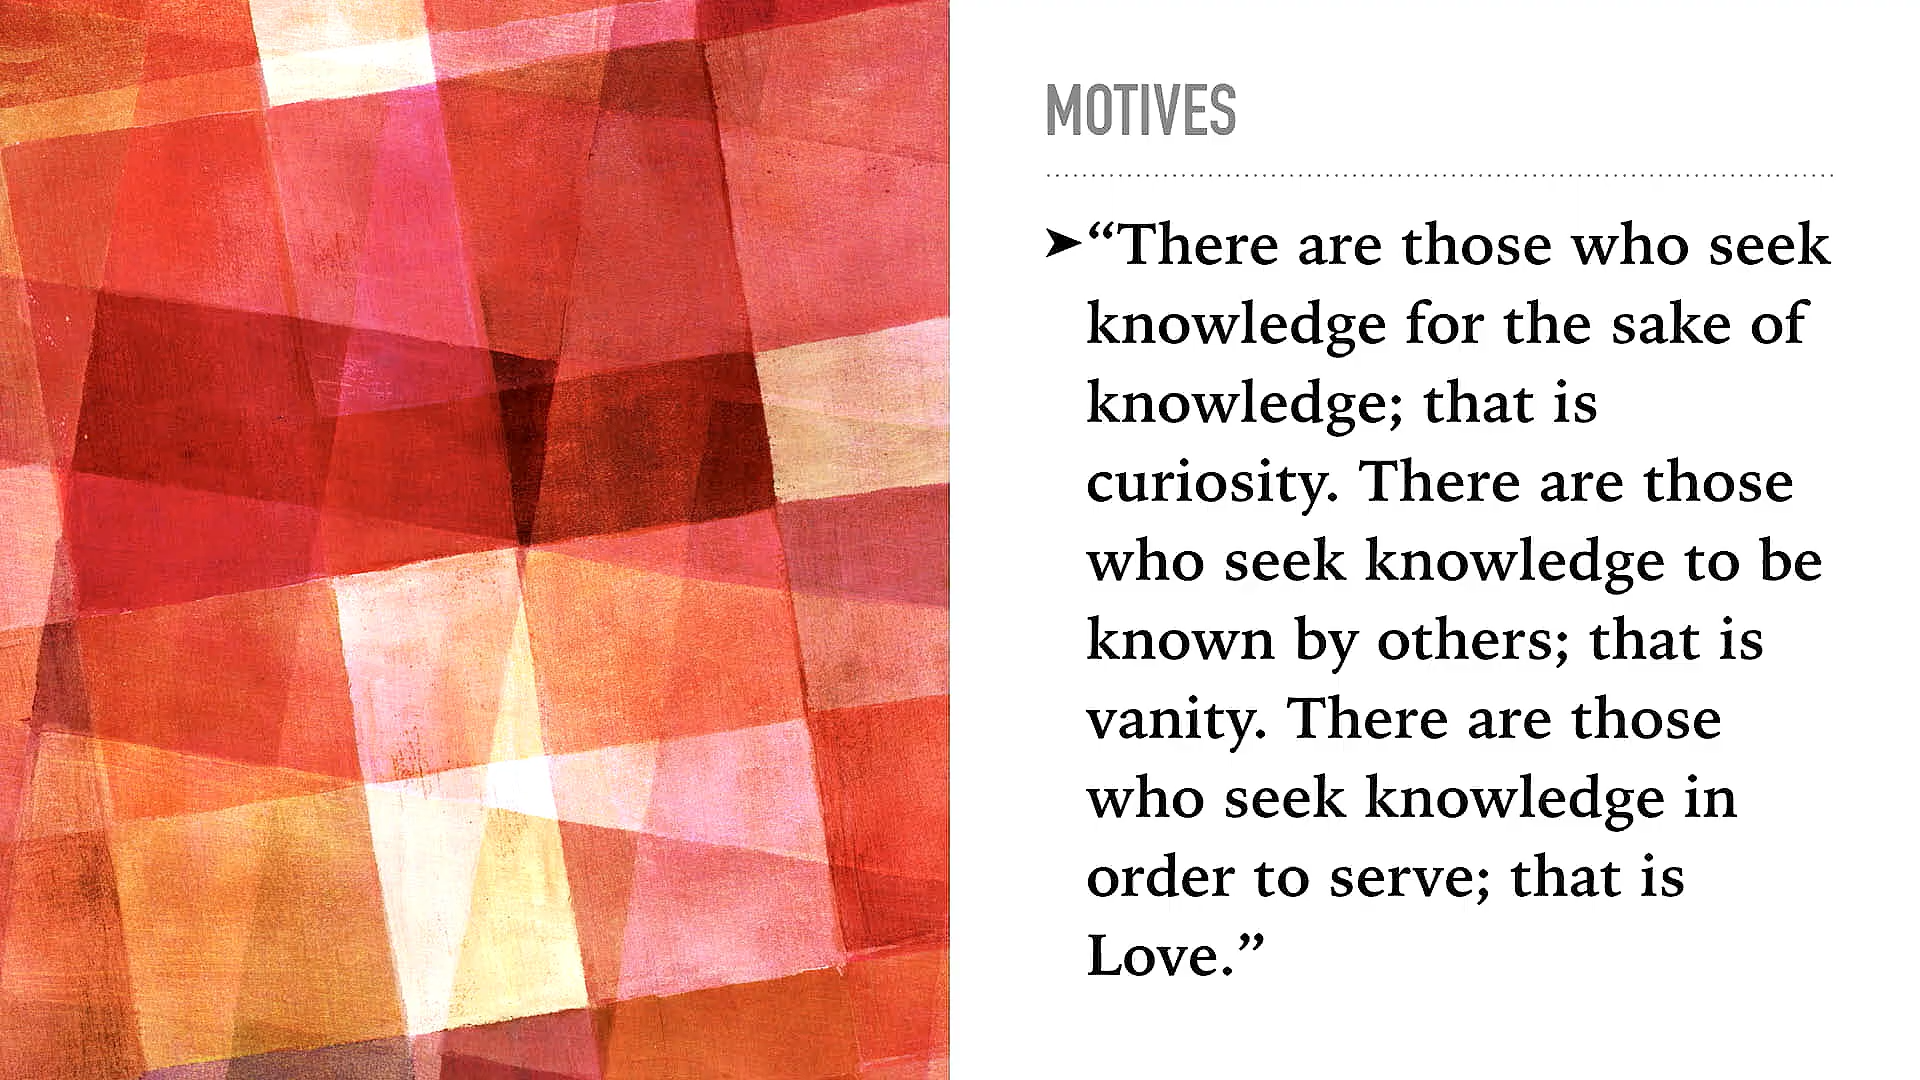 MOTIVES
➤“There are those who seek
knowledge for the sake of
knowledge; that is
curiosity. There are those
who seek knowledge to be
known by others; that is
vanity. There are those
who seek knowledge in
order to serve; that is
Love.”